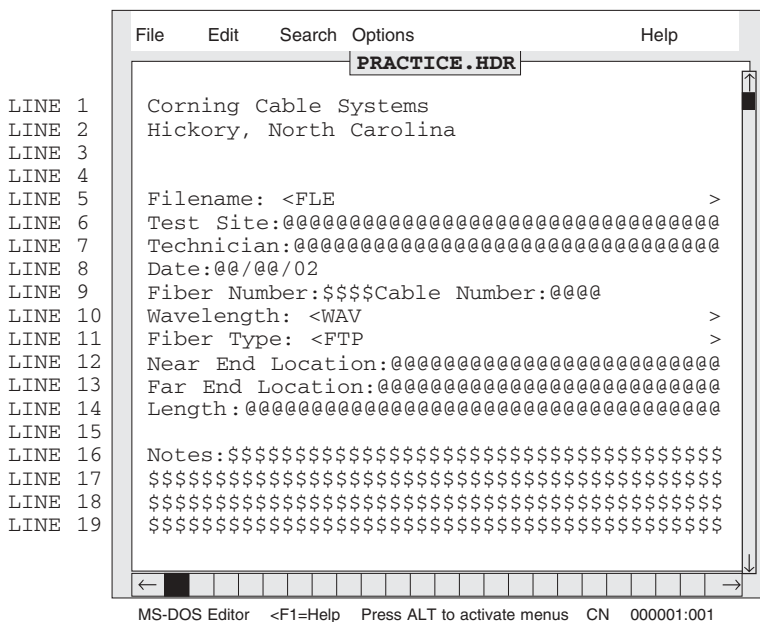 File Edit Search Options Help
PRACTICE.HDR
LINE 1 Corning Cable Systems
LINE 2 Hickory, North Carolina
LINE 3
LINE 4
LINE 5 Filename: <FLE >
LINE 6 Test Site:@@@@@@@@@@@@@@@@@@@@@@@@@@@@@@@@@
LINE 7 Technician:@@@@@@@@@@@@@@@@@@@@@@@@@@@@@@@@
LINE 8 Date:@@/@@/02
LINE 9 Fiber Number:$$$$Cable Number:@@@@
LINE 10 Wavelength: <WAV >
LINE 11 Fiber Type: <FTP >
LINE 12 Near End Location:@@@@@@@@@@@@@@@@@@@@@@@@@
LINE 13 Far End Location:@@@@@@@@@@@@@@@@@@@@@@@@@@
LINE 14 Length:@@@@@@@@@@@@@@@@@@@@@@@@@@@@@@@@@@@@
LINE 15
LINE 16 Notes:$$$$$$$$$$$$$$$$$$$$$$$$$$$$$$$$$$$$$
LINE 17 $$$$$$$$$$$$$$$$$$$$$$$$$$$$$$$$$$$$$$$$$$$
LINE 18 $$$$$$$$$$$$$$$$$$$$$$$$$$$$$$$$$$$$$$$$$$$
LINE 19 $$$$$$$$$$$$$$$$$$$$$$$$$$$$$$$$$$$$$$$$$$$
MS-DOS Editor <F1=Help Press ALT to activate menus CN 000001:001